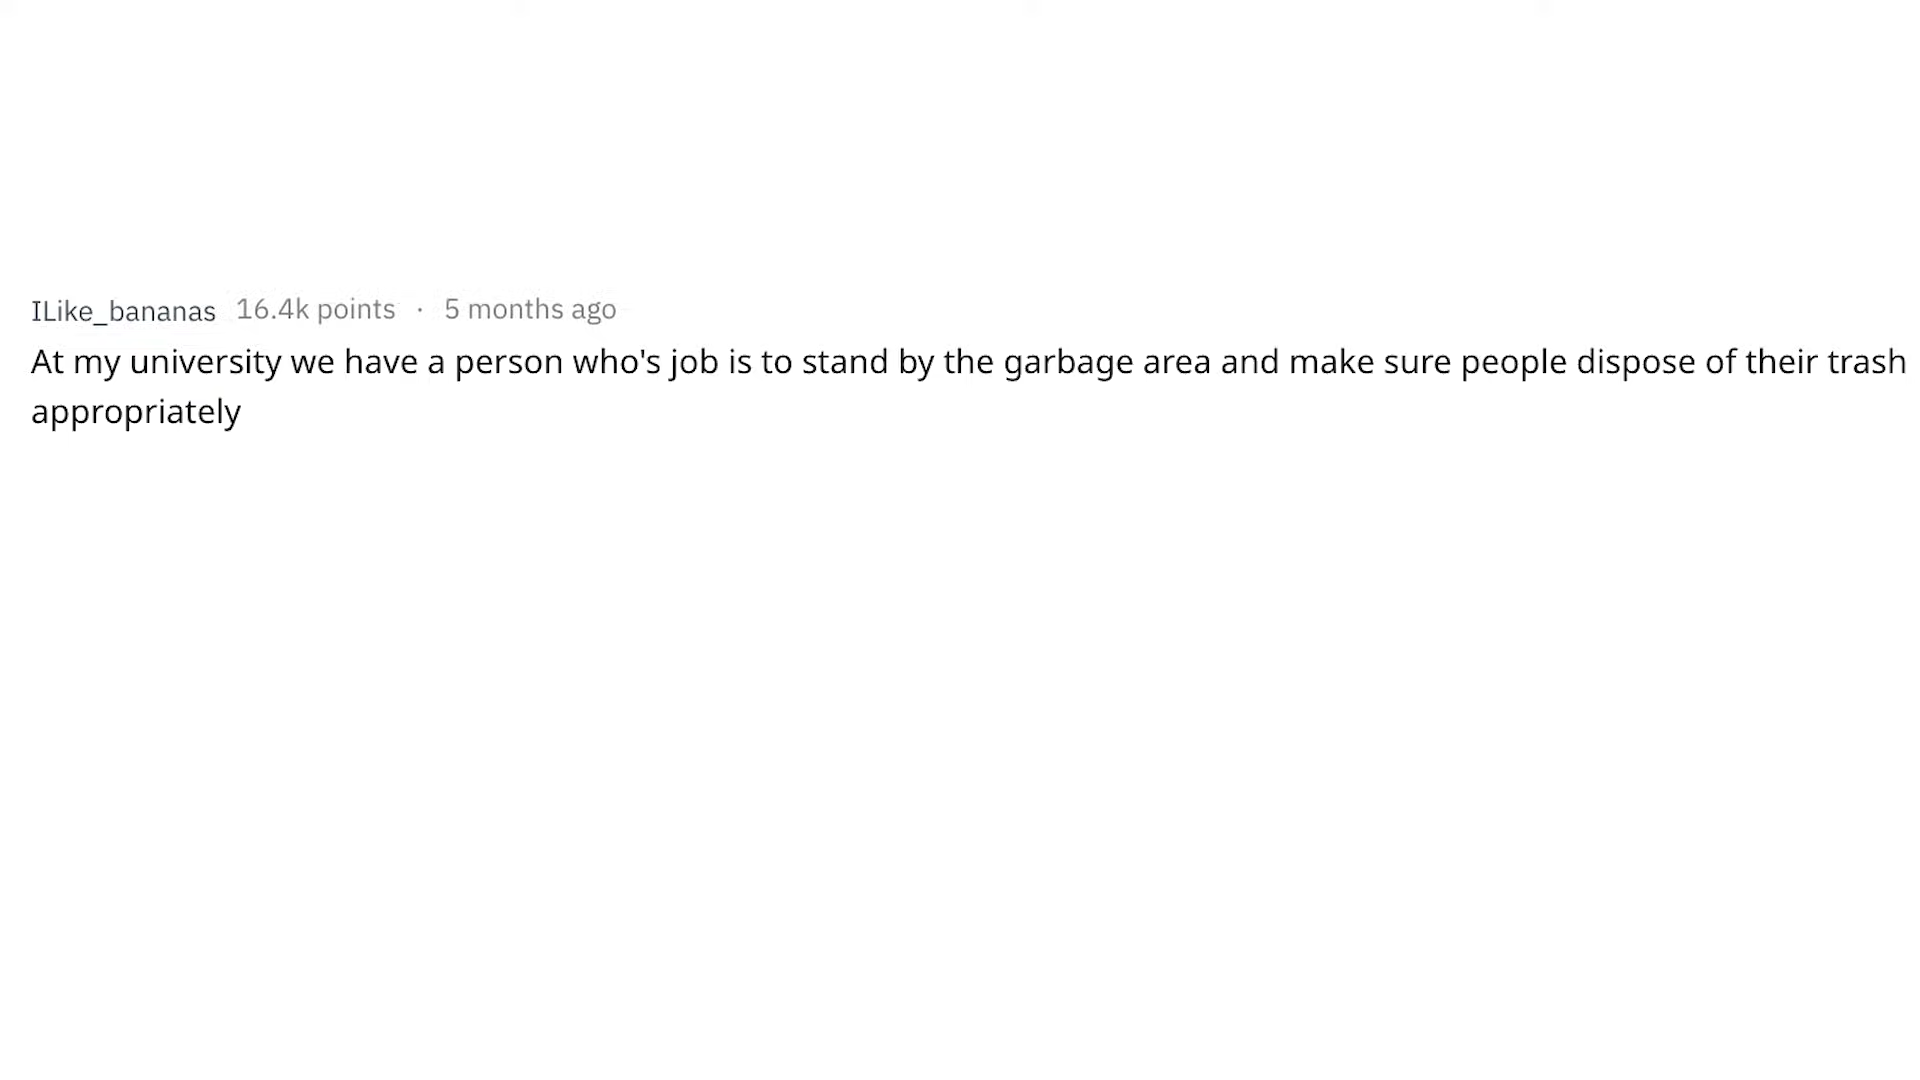 ILike_bananas 16.4k points · 5 months ago
At my university we have a person who's job is to stand by the garbage area and make sure people dispose of their trash
appropriately